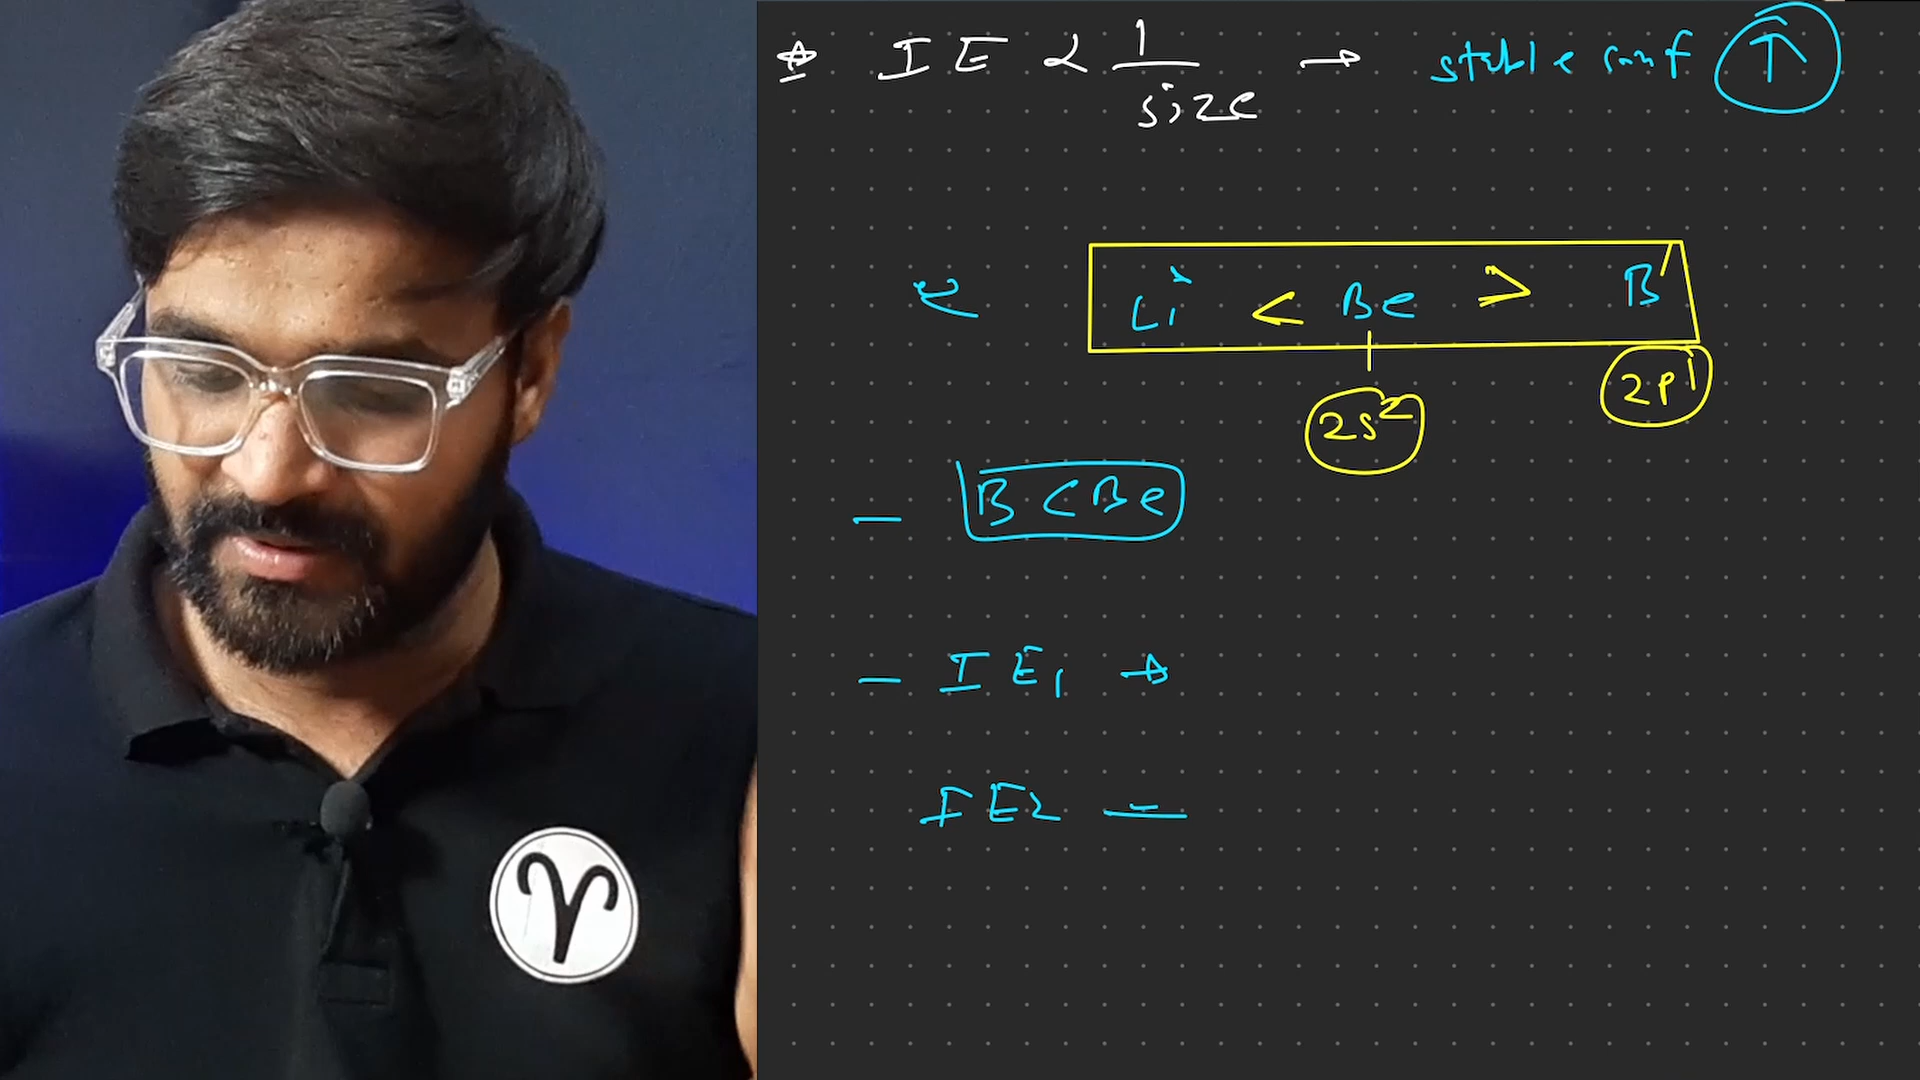 IE ∝ 1/size → stable conf ↑
Li < Be > B
2s² 2p¹
- B < Be
- IE₁ →
IE₂ =